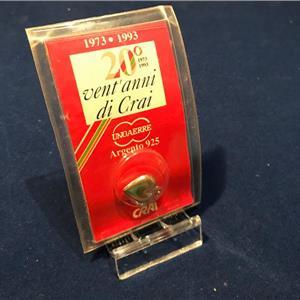 1973 • 1993
20°
1973
1993
vent'anni
di Crai
UNOAERRE
Argento 925
CRAI